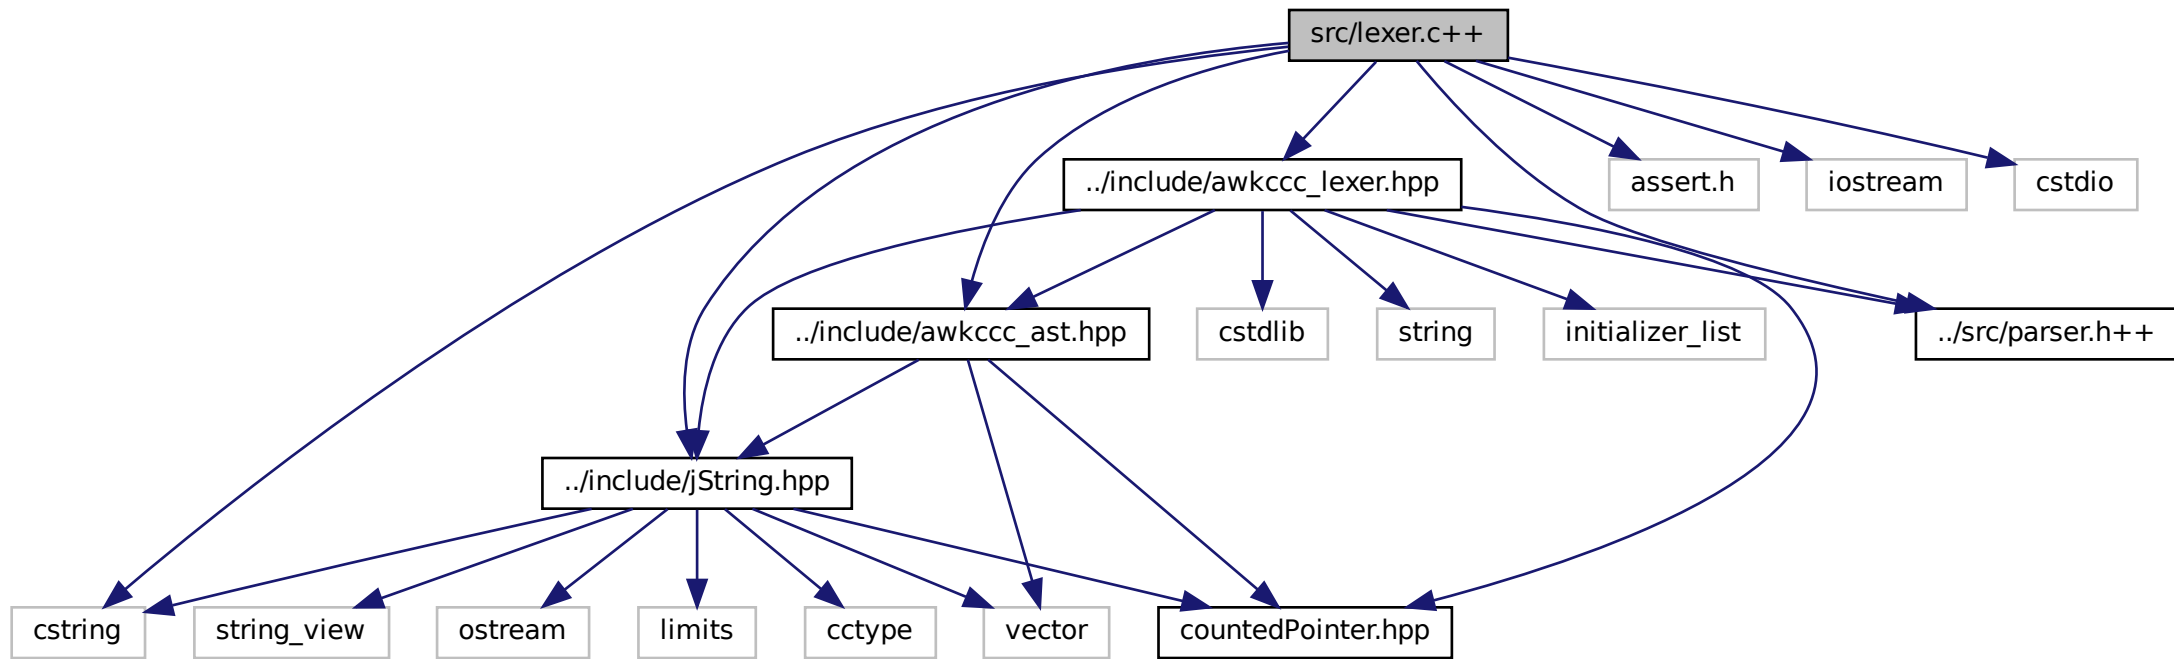 src/lexer.c++
../include/awkccc_lexer.hpp
assert.h
iostream
cstdio
../include/awkccc_ast.hpp
cstdlib
string
initializer_list
../src/parser.h++
../include/jString.hpp
cstring
string_view
ostream
limits
cctype
vector
countedPointer.hpp